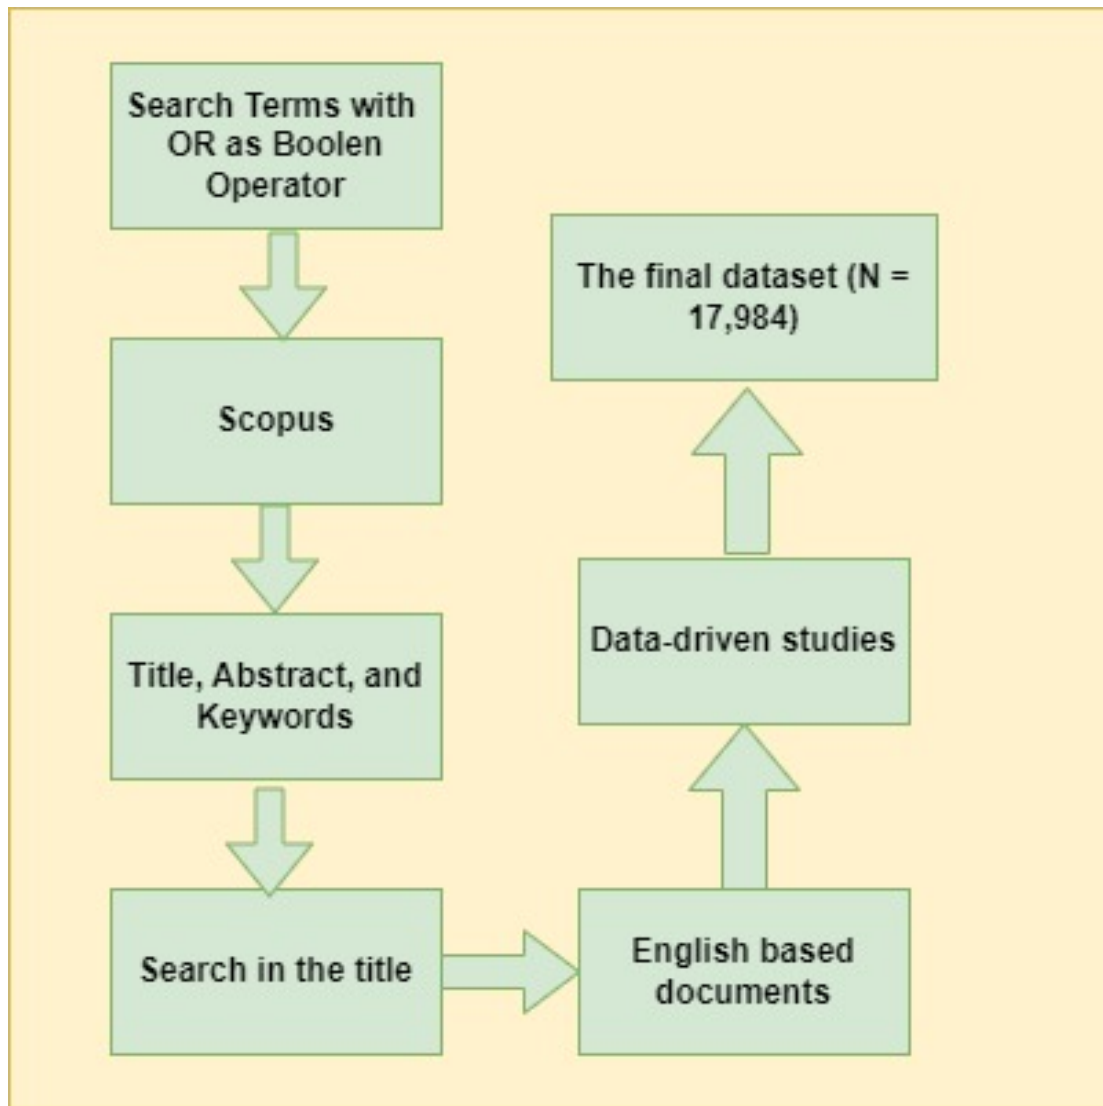 Search Terms with
OR as Boolen
Operator
Scopus
Title, Abstract, and
Keywords
Search in the title
English based
documents
Data-driven studies
The final dataset (N =
17,984)